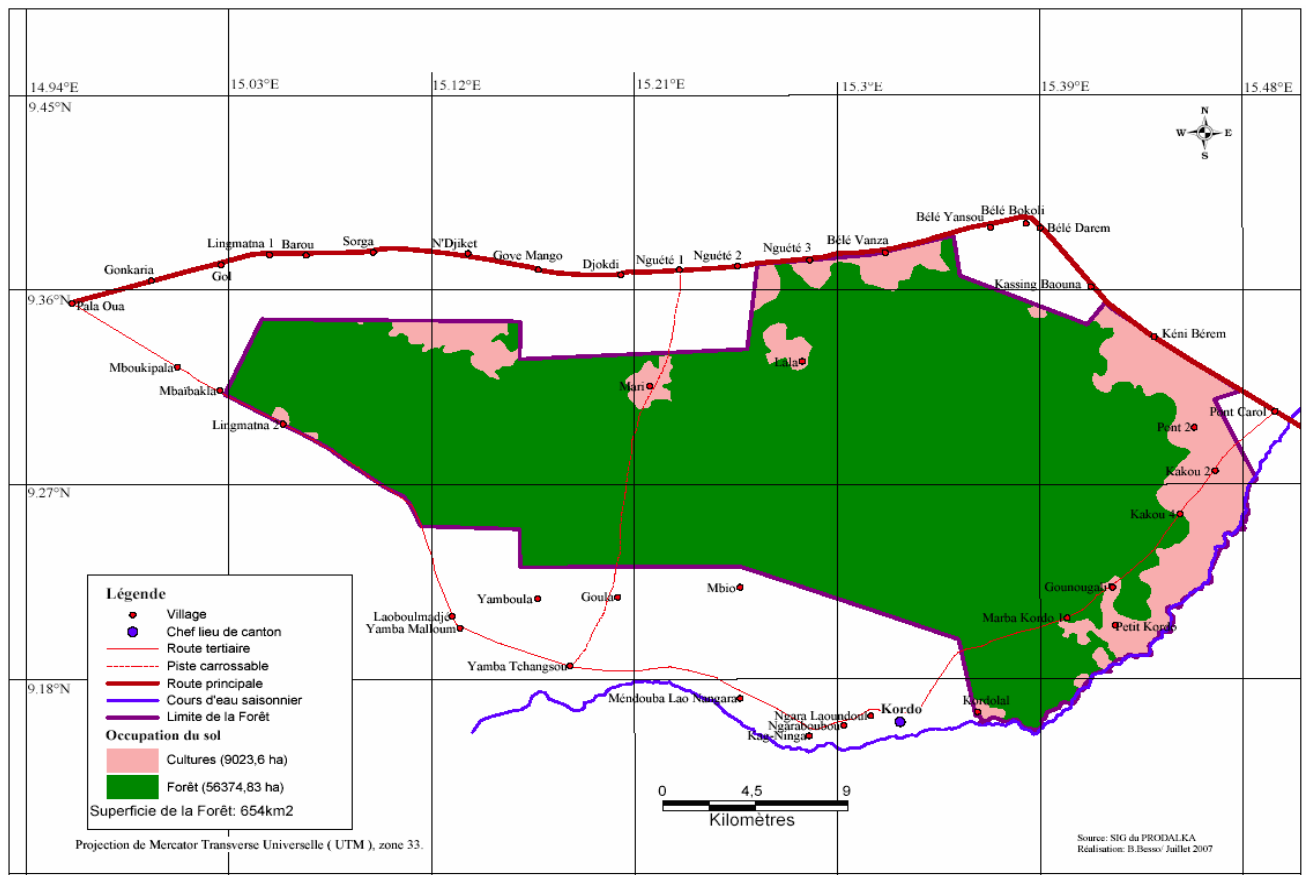 14.94°E 15.03°E 15.12°E 15.21°E 15.3°E 15.39°E 15.48°E
9.45°N
N
W E
S
Bélé Bokoli
Bélé Yansou
Bélé Darem
Lingmatna 1 Barou Sorga N'Djiket Bélé Vanza
Nguété 3
Gove Mango Nguété 2
Gonkaria Gol Djokdi Nguété 1
Kassing Baouna
9.36°N
Pala Oua
Kéni Bérem
Mboukipala Lala
Mbaïbakla Mari
Lingmatna 2 Pont Carol
Pont 2
Kakou 2
9.27°N
Kakou 4
Mbio Gounougaï
Yamboula Goula
Laoboulmadjé Marba Kordo 1
Yamba Malloum Petit Kordo
Yamba Tchangsou
9.18°N
Méndouba Lao Nangara Kordolal
Ngara Laoundoul Kordo
Ngaraboubou
Kag-Ninga
Légende
Village
Chef lieu de canton
Route tertiaire
Piste carrossable
Route principale
Cours d'eau saisonnier
Limite de la Forêt
Occupation du sol
Cultures (9023,6 ha)
Forêt (56374,83 ha)
Superficie de la Forêt: 654km2
0 4,5 9
Kilomètres
Projection de Mercator Transverse Universelle ( UTM ), zone 33.
Source: SIG du PRODALKA
Réalisation: B.Besso/ Juillet 2007